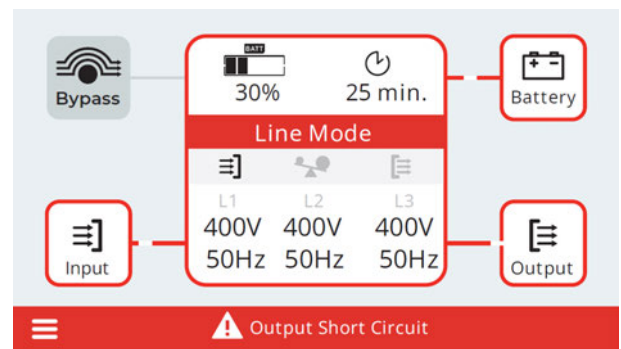 BATT
Bypass
30%
25 min.
Battery
Line Mode
L1 L2 L3
400V 400V 400V
50Hz 50Hz 50Hz
Input
Output
Output Short Circuit